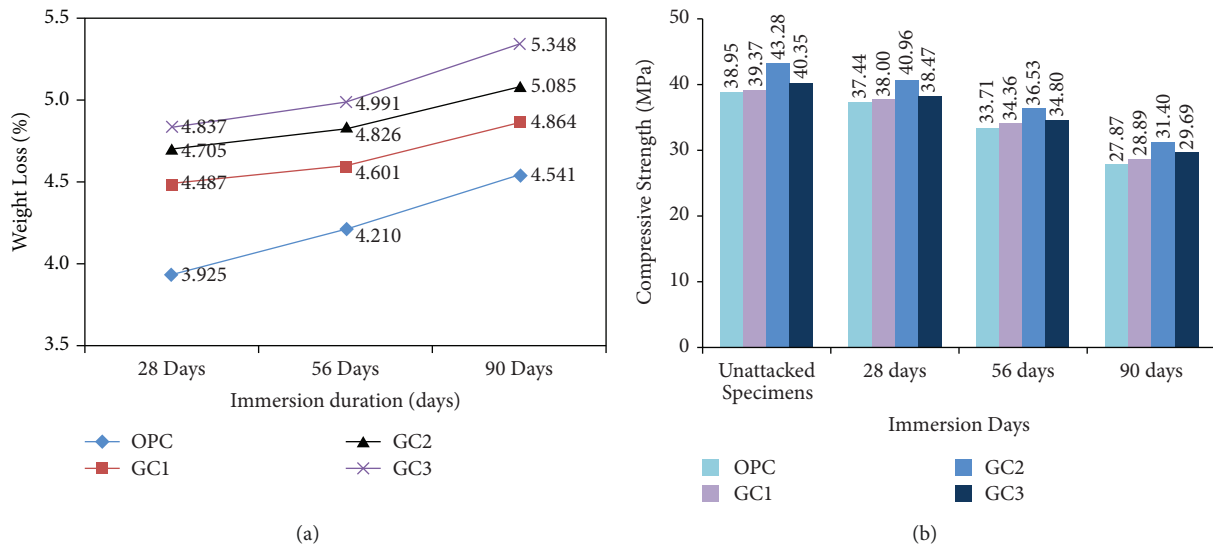 5.5
5.0
4.5
4.0
3.5
Weight Loss (%)
5.348
4.991
5.085
4.837
4.826
4.864
4.705
4.601
4.487
4.541
4.210
3.925
28 Days
56 Days
90 Days
Immersion duration (days)
OPC
GC2
GC1
GC3
(a)
50
40
30
20
10
0
Compressive Strength (MPa)
38.95
39.37
43.28
40.35
37.44
38.00
40.96
38.47
33.71
34.36
36.53
34.80
27.87
28.89
31.40
29.69
Unattacked
Specimens
28 days
56 days
90 days
Immersion Days
OPC
GC2
GC1
GC3
(b)